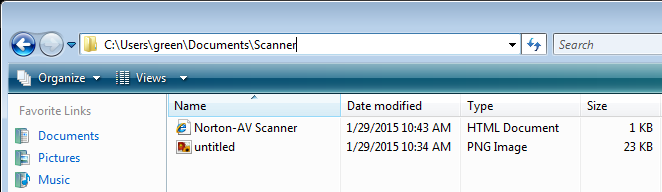 C:\Users\green\Documents\Scanner Search
Organize Views
Favorite Links
Documents
Pictures
Music
Name Date modified Type Size
Norton-AV Scanner 1/29/2015 10:43 AM HTML Document 1 KB
untitled 1/29/2015 10:34 AM PNG Image 23 KB